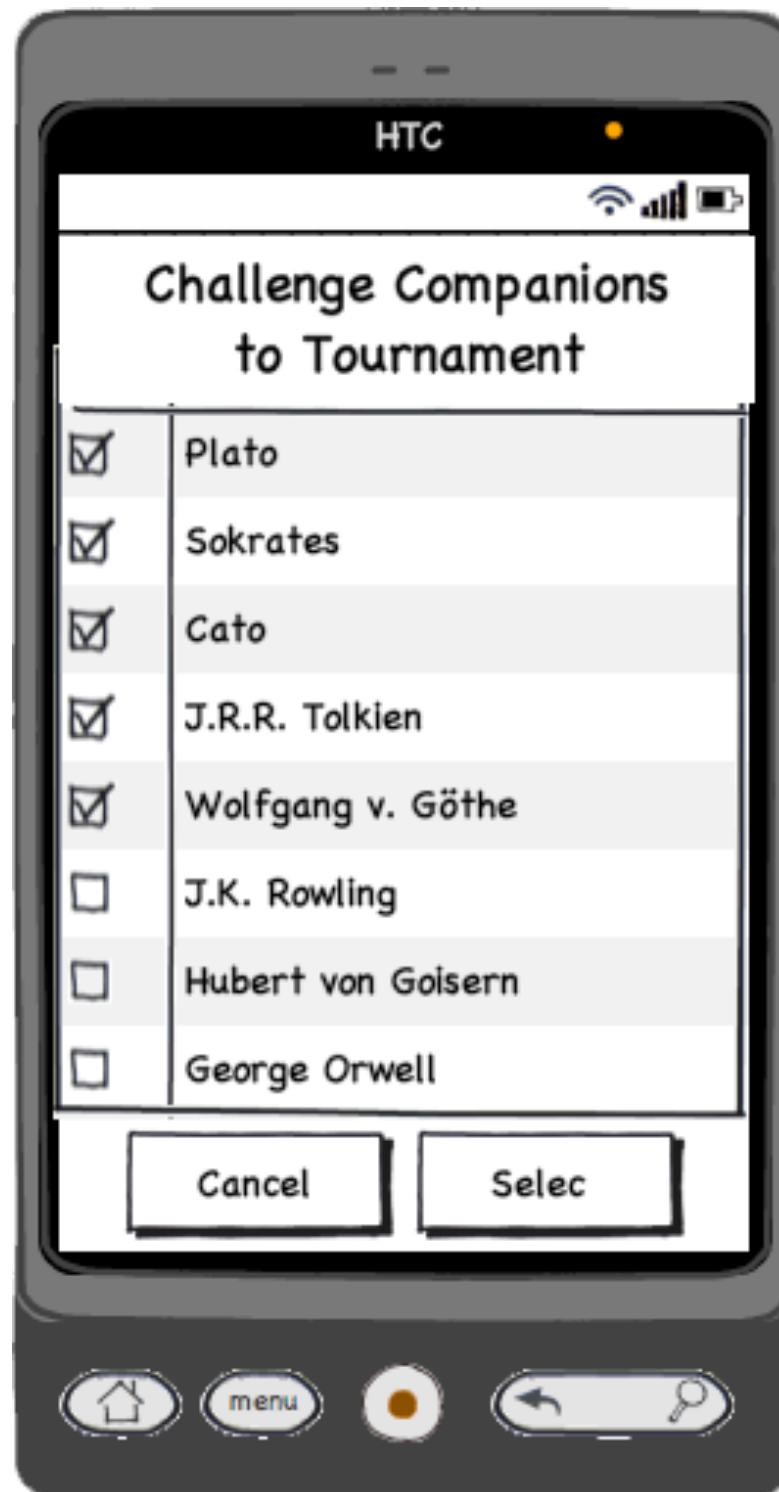 HTC
Challenge Companions
to Tournament
Plato
Sokrates
Cato
J.R.R. Tolkien
Wolfgang v. Göthe
J.K. Rowling
Hubert von Goisern
George Orwell
Cancel Selec
menu